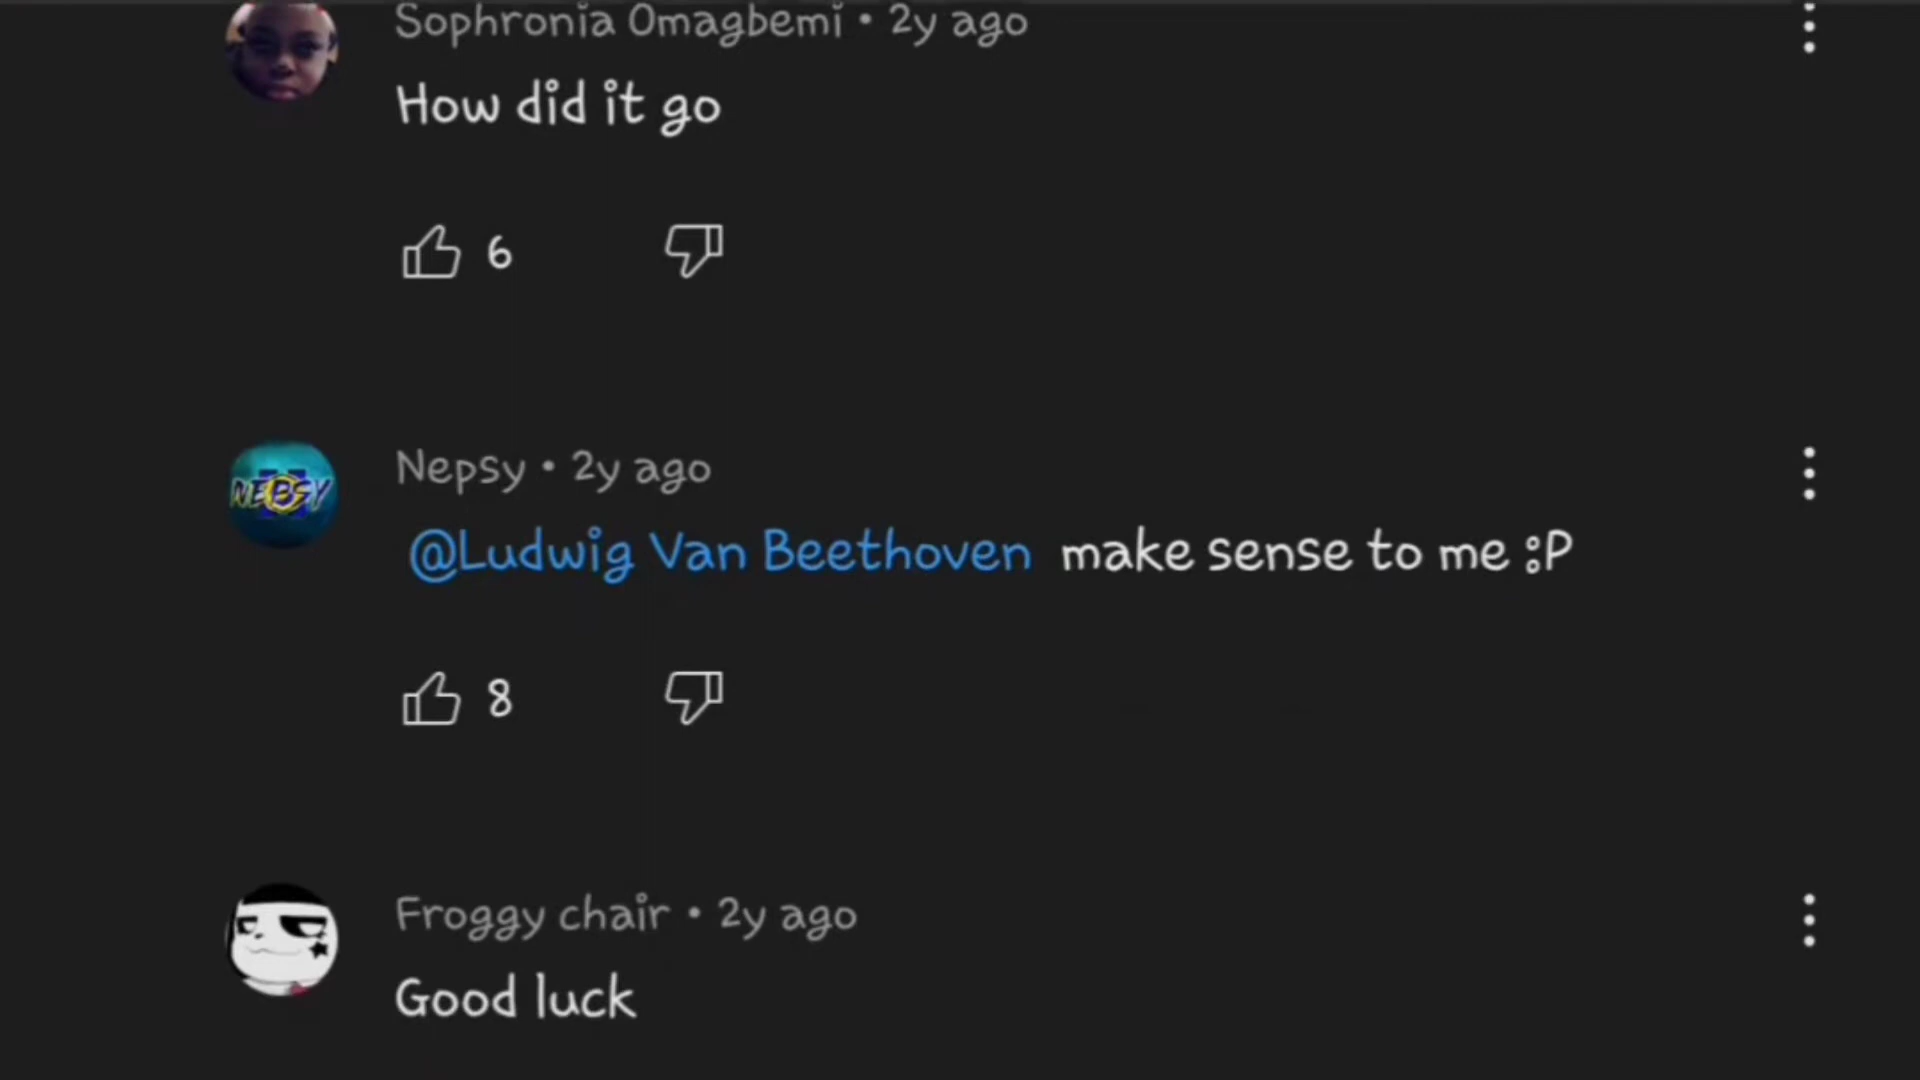 Sophronia Omagbemi • 2y ago
How did it go
6
NEBSY
Nepsy • 2y ago
@Ludwig Van Beethoven make sense to me :P
8
Froggy chair • 2y ago
Good luck